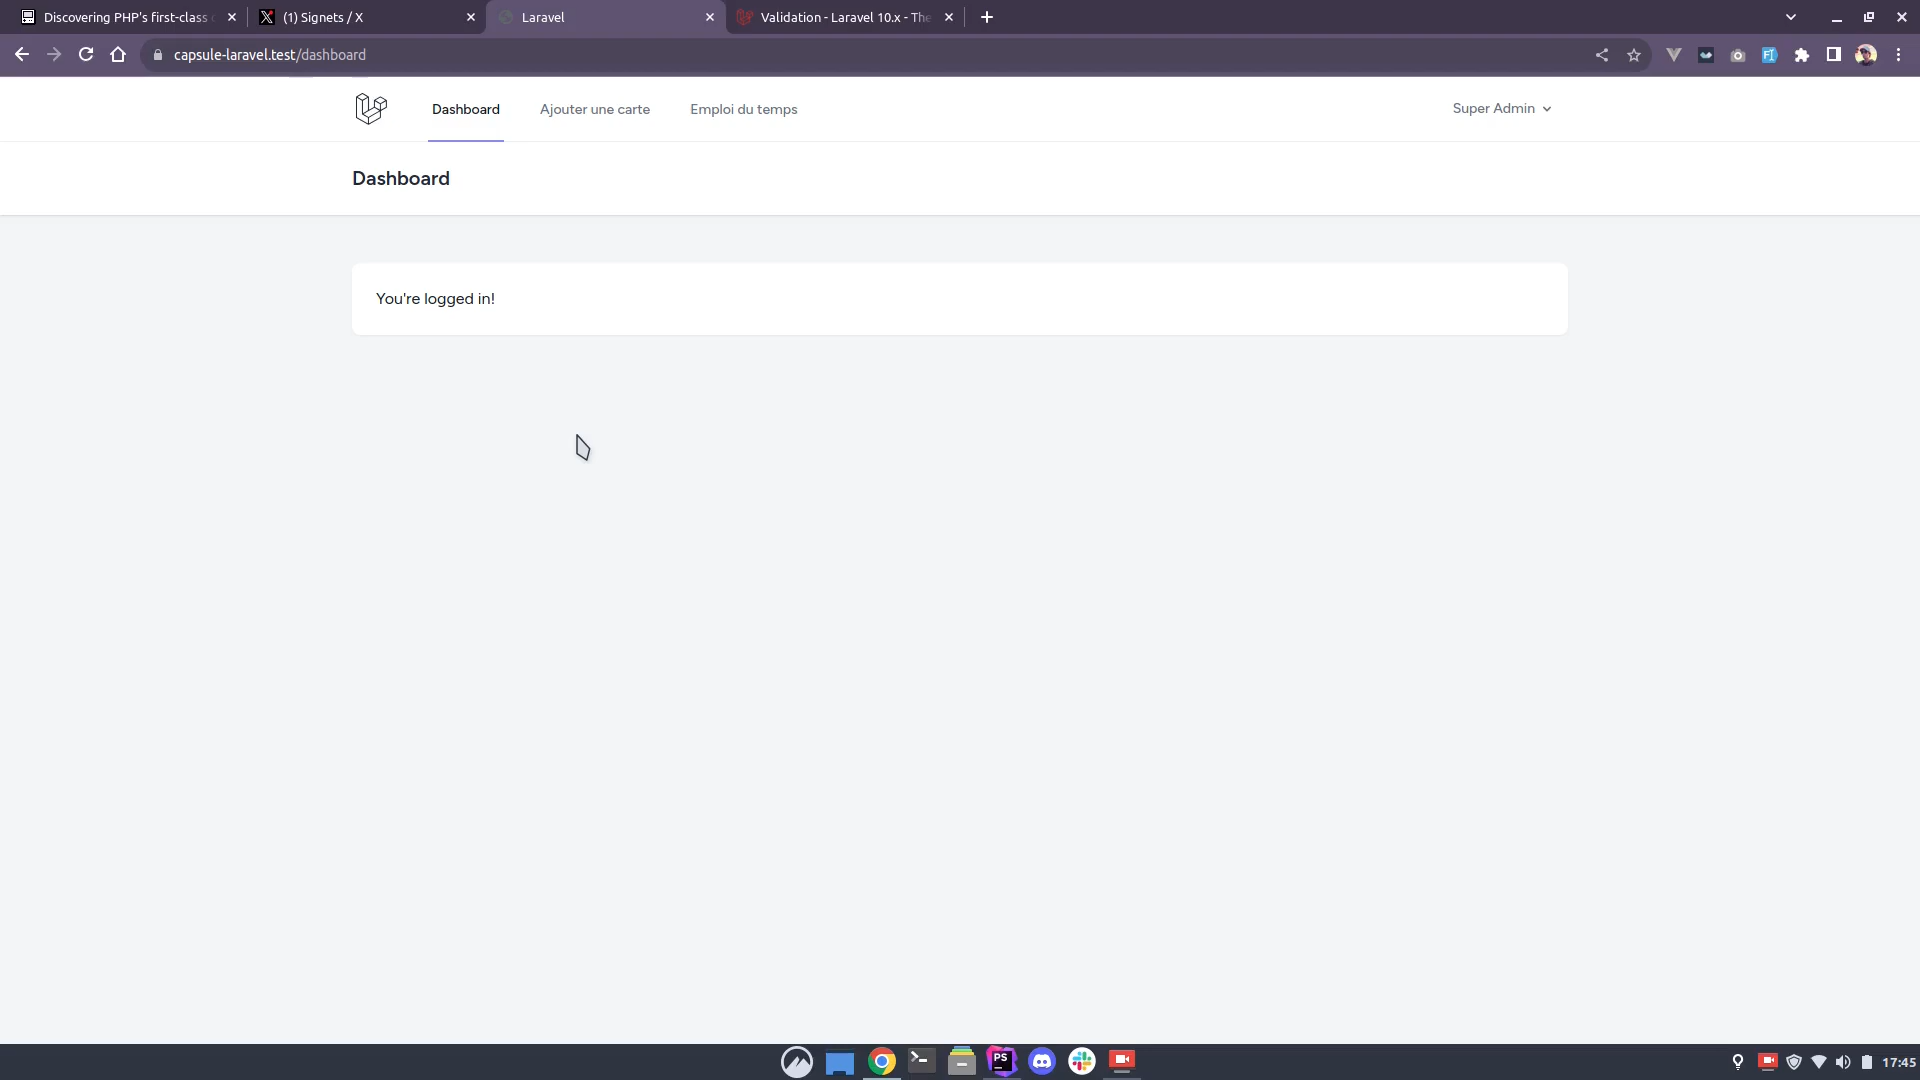 Discovering PHP's first-class
(1) Signets / X
Laravel
Validation - Laravel 10.x - The
capsule-laravel.test/dashboard
Dashboard
Ajouter une carte
Emploi du temps
Super Admin
Dashboard
You're logged in!
PS
17:45